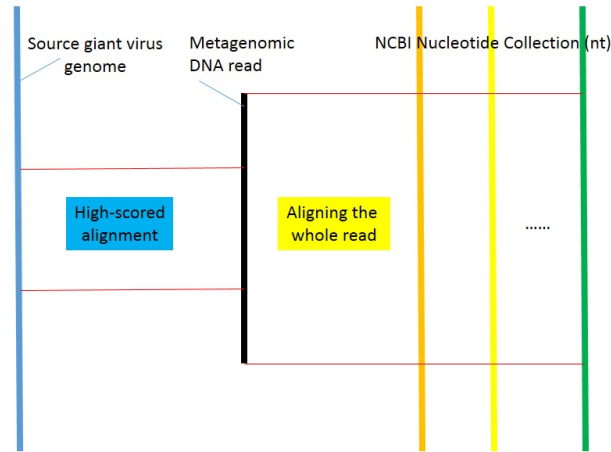 Source giant virus
genome
Metagenomic
DNA read
NCBI Nucleotide Collection (nt)
High-scored
alignment
Aligning the
whole read
......